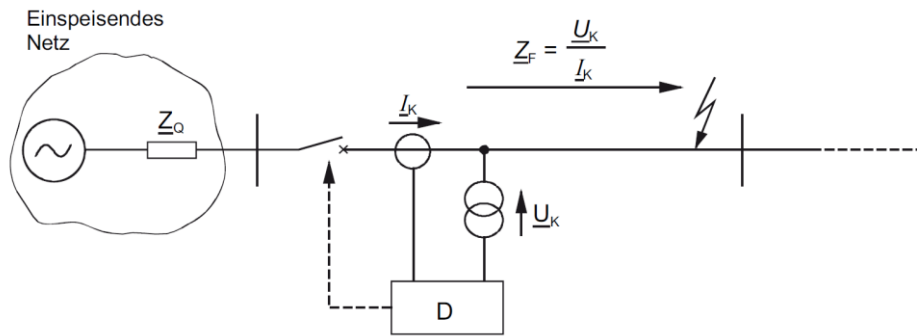 Einspeisendes
Netz
Z_Q
I_K
Z_F = U_K / I_K
U_K
D